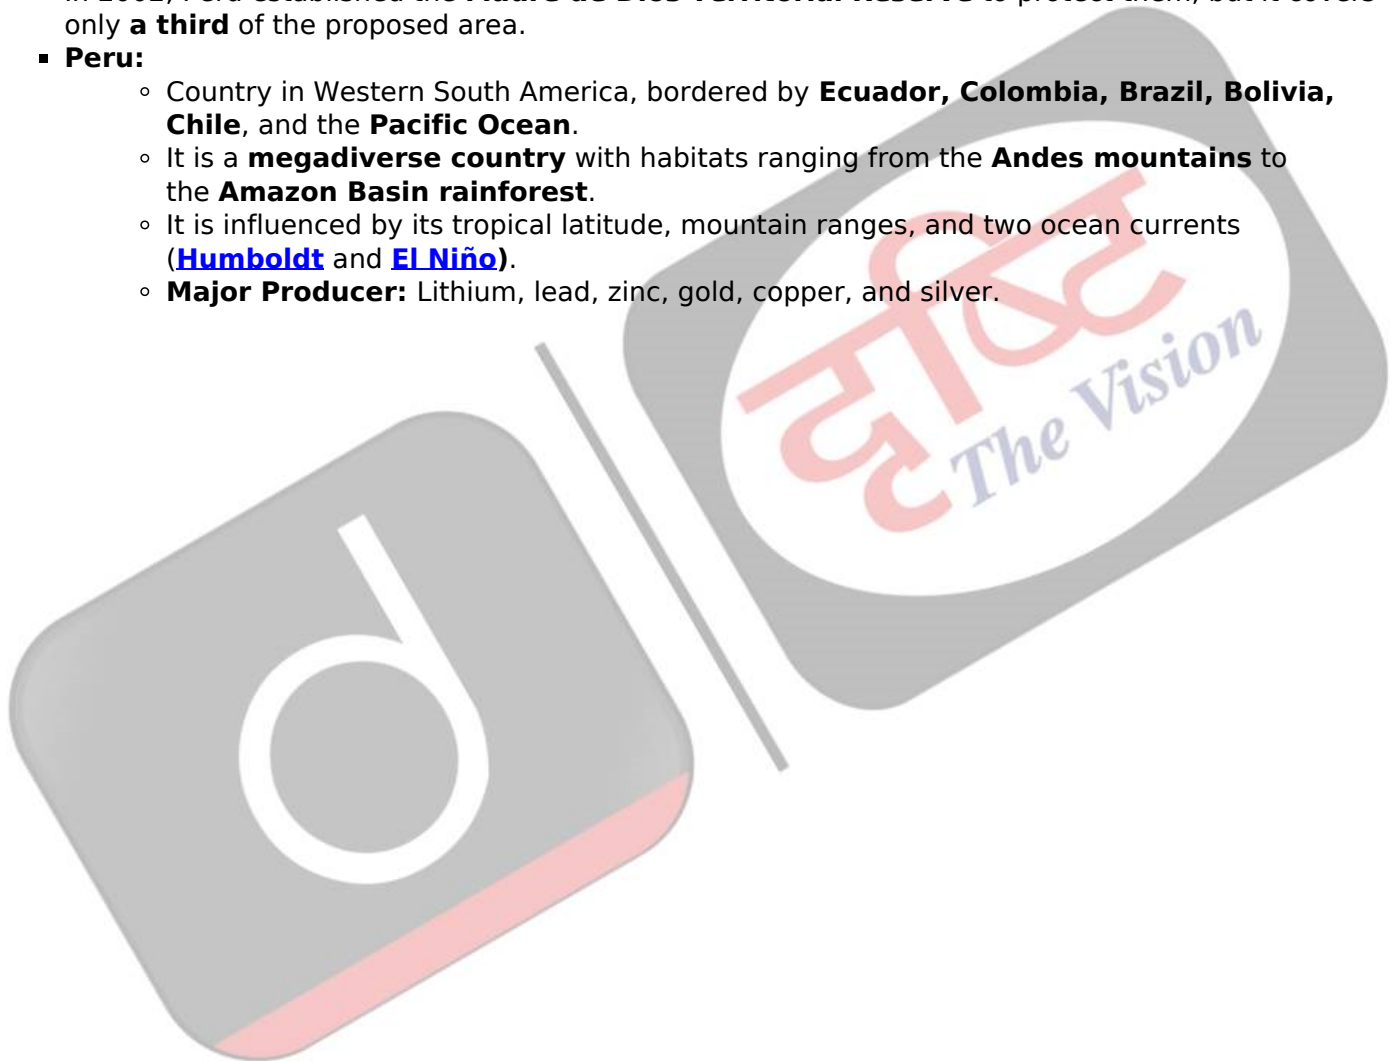 only a third of the proposed area.
▪ Peru:
◦ Country in Western South America, bordered by Ecuador, Colombia, Brazil, Bolivia,
Chile, and the Pacific Ocean.
◦ It is a megadiverse country with habitats ranging from the Andes mountains to
the Amazon Basin rainforest.
◦ It is influenced by its tropical latitude, mountain ranges, and two ocean currents
(Humboldt and El Niño).
◦ Major Producer: Lithium, lead, zinc, gold, copper, and silver.
दृष्टि
The Vision
d